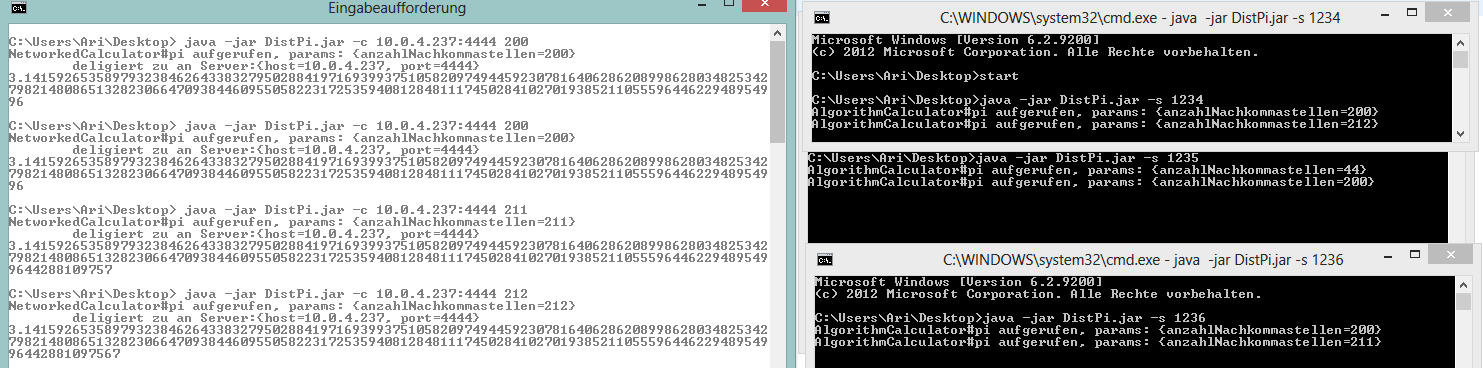 Eingabeaufforderung
C:\Users\Ari\Desktop> java -jar DistPi.jar -c 10.0.4.237:4444 200
NetworkedCalculator#pi aufgerufen, params: {anzahlNachkommastellen=200}
deligiert zu an Server:{host=10.0.4.237, port=4444}
3.141592653589793238462643383279502884197169399375105820974944592307816406286208998628034825342
798214808651328230664709384460955058223172535940812848111745028410270193852110555964462294895496
96
C:\Users\Ari\Desktop> java -jar DistPi.jar -c 10.0.4.237:4444 200
NetworkedCalculator#pi aufgerufen, params: {anzahlNachkommastellen=200}
deligiert zu an Server:{host=10.0.4.237, port=4444}
3.141592653589793238462643383279502884197169399375105820974944592307816406286208998628034825342
79821480865132823066470938446095505822317253594081284811174502841027019385211055596446229489549
96
C:\Users\Ari\Desktop> java -jar DistPi.jar -c 10.0.4.237:4444 211
NetworkedCalculator#pi aufgerufen, params: {anzahlNachkommastellen=211}
deligiert zu an Server:{host=10.0.4.237, port=4444}
3.141592653589793238462643383279502884197169399375105820974944592307816406286208998628034825342
79821480865132823066470938446095505822317253594081284811174502841027019385211055596446229489549
9644288109757
C:\Users\Ari\Desktop> java -jar DistPi.jar -c 10.0.4.237:4444 212
NetworkedCalculator#pi aufgerufen, params: {anzahlNachkommastellen=212}
deligiert zu an Server:{host=10.0.4.237, port=4444}
3.141592653589793238462643383279502884197169399375105820974944592307816406286208998628034825342
79821480865132823066470938446095505822317253594081284811174502841027019385211055596446229489549
96442881097567
C:\WINDOWS\system32\cmd.exe - java -jar DistPi.jar -s 1234
Microsoft Windows [Version 6.2.9200]
(c) 2012 Microsoft Corporation. Alle Rechte vorbehalten.
C:\Users\Ari\Desktop>start
C:\Users\Ari\Desktop>java -jar DistPi.jar -s 1234
AlgorithmCalculator#pi aufgerufen, params: {anzahlNachkommastellen=200}
AlgorithmCalculator#pi aufgerufen, params: {anzahlNachkommastellen=212}
C:\Users\Ari\Desktop>java -jar DistPi.jar -s 1235
AlgorithmCalculator#pi aufgerufen, params: {anzahlNachkommastellen=44}
AlgorithmCalculator#pi aufgerufen, params: {anzahlNachkommastellen=200}
C:\WINDOWS\system32\cmd.exe - java -jar DistPi.jar -s 1236
Microsoft Windows [Version 6.2.9200]
(c) 2012 Microsoft Corporation. Alle Rechte vorbehalten.
C:\Users\Ari\Desktop>java -jar DistPi.jar -s 1236
AlgorithmCalculator#pi aufgerufen, params: {anzahlNachkommastellen=200}
AlgorithmCalculator#pi aufgerufen, params: {anzahlNachkommastellen=211}